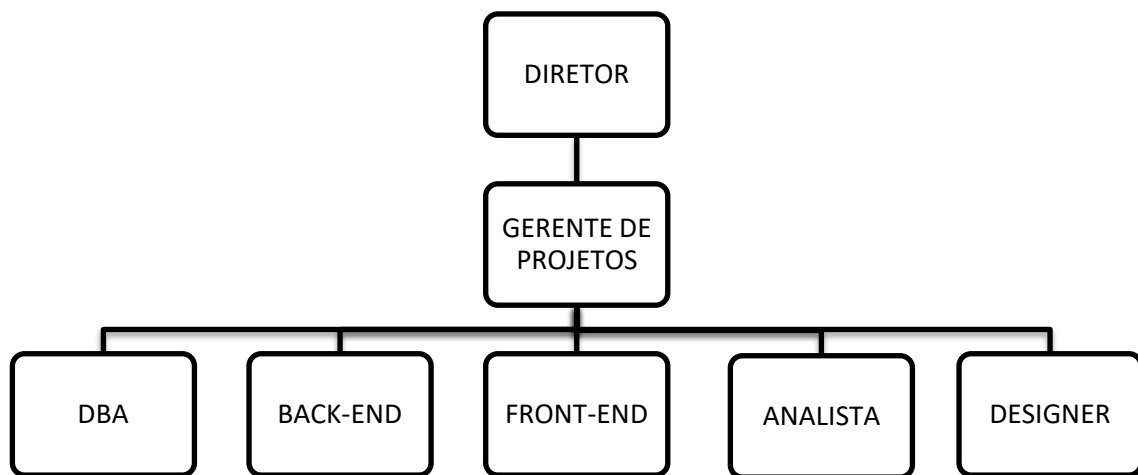 DIRETOR
GERENTE DE
PROJETOS
DBA
BACK-END
FRONT-END
ANALISTA
DESIGNER